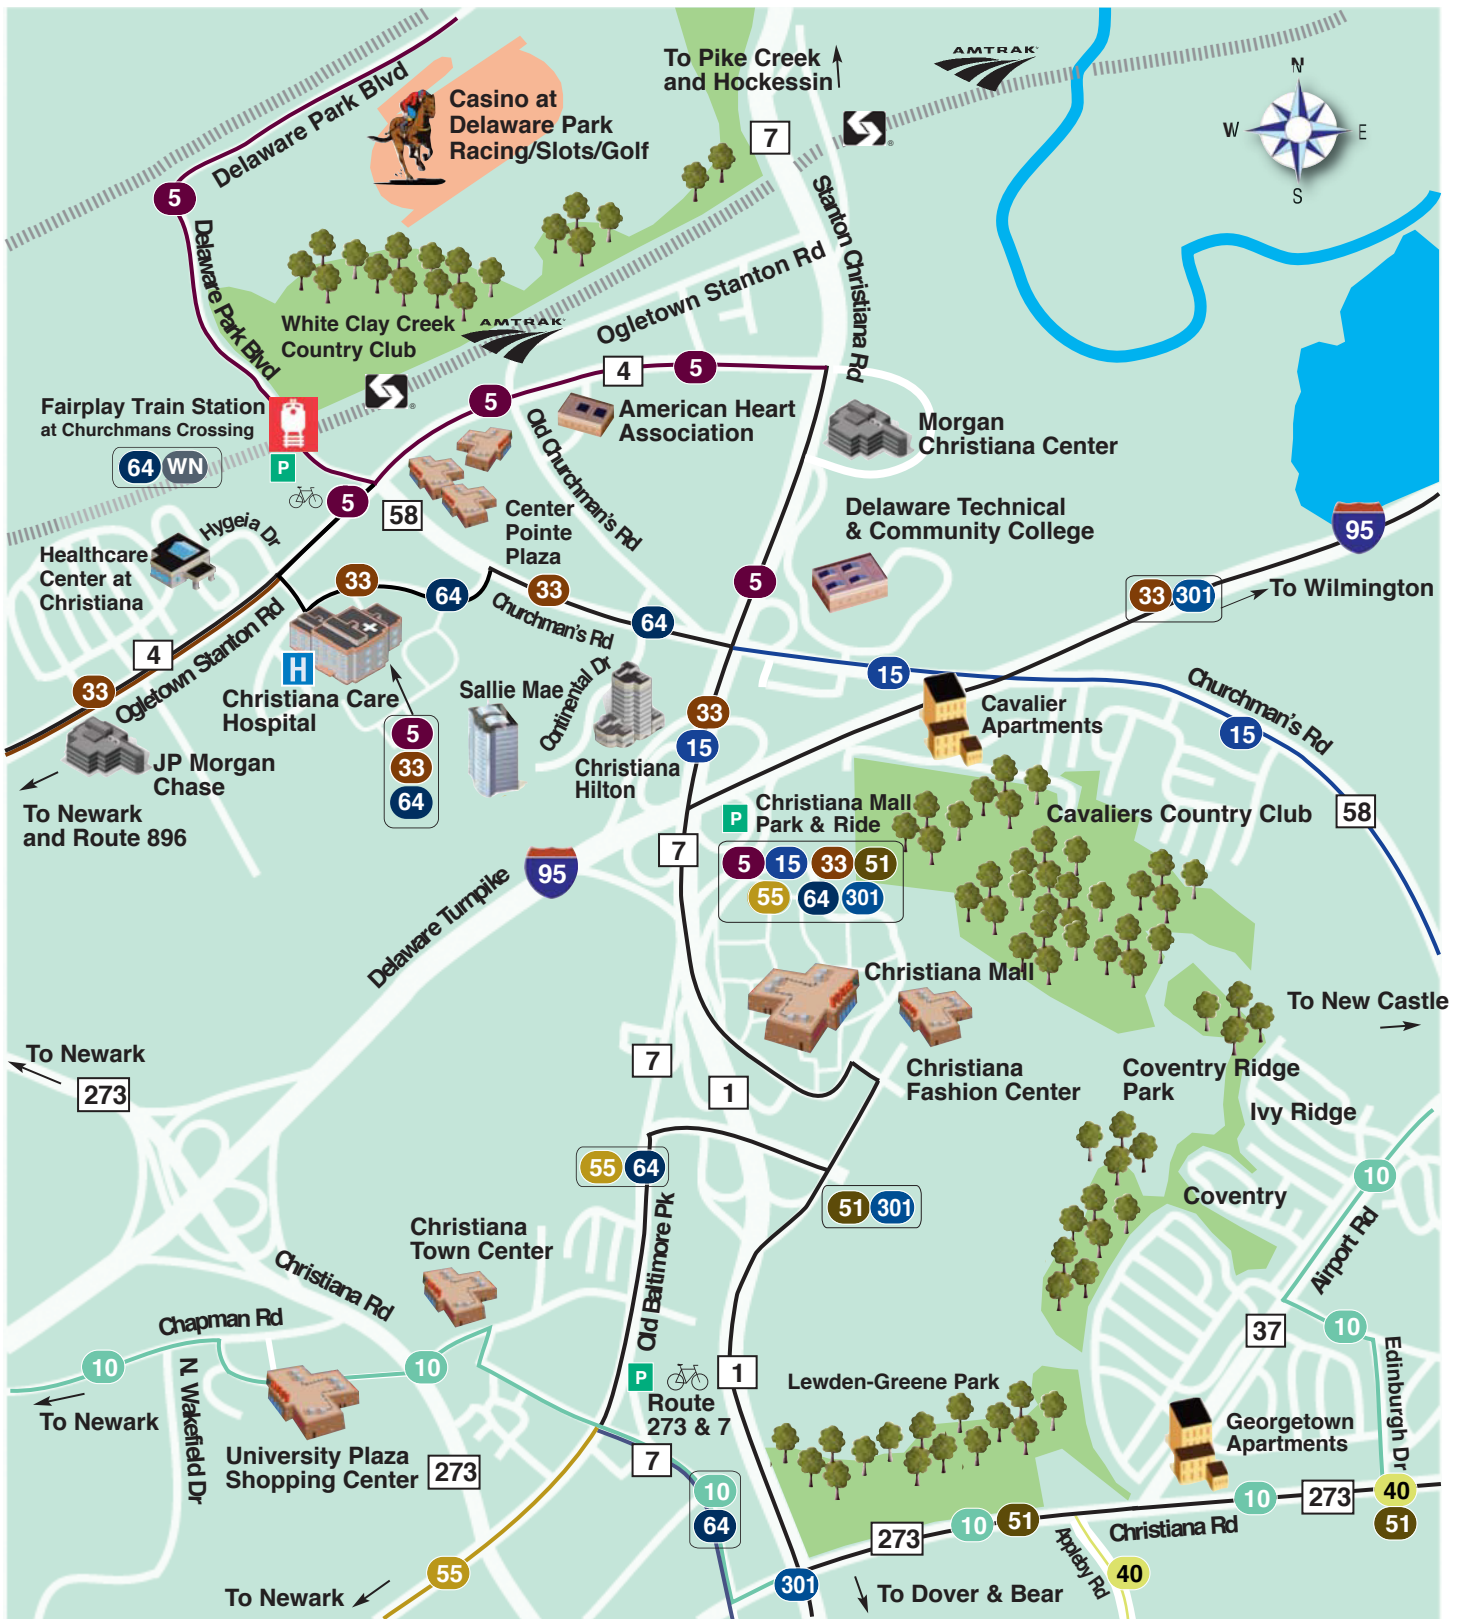 To Pike Creek
and Hockessin
AMTRAK
N
W
E
S
7
Delaware Park Blvd
Casino at
Delaware Park
Racing/Slots/Golf
5
Delaware Park Blvd
Stanton Christiana Rd
Ogletown Stanton Rd
White Clay Creek
Country Club
AMTRAK
4
5
5
Fairplay Train Station
at Churchmans Crossing
64 WN
P
5
58
American Heart
Association
Old Churchman's Rd
Morgan
Christiana Center
Center
Pointe
Plaza
Delaware Technical
& Community College
95
Hygeia Dr
Healthcare
Center at
Christiana
33
64
33
64
Churchman's Rd
5
33 301
To Wilmington
4
Ogletown Stanton Rd
33
H
Christiana Care
Hospital
5
33
64
Sallie Mae
Continental Dr
Christiana
Hilton
33
15
15
Cavalier
Apartments
Churchman's Rd
15
JP Morgan
Chase
To Newark
and Route 896
P
Christiana Mall
Park & Ride
5 15 33 51
55 64 301
Cavaliers Country Club
58
7
95
Delaware Turnpike
Christiana Mall
To New Castle
To Newark
273
7
1
Christiana
Fashion Center
Coventry Ridge
Park
Ivy Ridge
10
55 64
51 301
Coventry
Airport Rd
Christiana
Town Center
Old Baltimore Pk
Christiana Rd
Chapman Rd
10
10
37
10
Edinburgh Dr
N. Wakefield Dr
To Newark
P
1
Route
273 & 7
Lewden-Greene Park
Georgetown
Apartments
University Plaza
Shopping Center
273
7
10
64
273
10
51
Christiana Rd
10
273
40
51
Appleby Rd
40
55
To Newark
301
To Dover & Bear